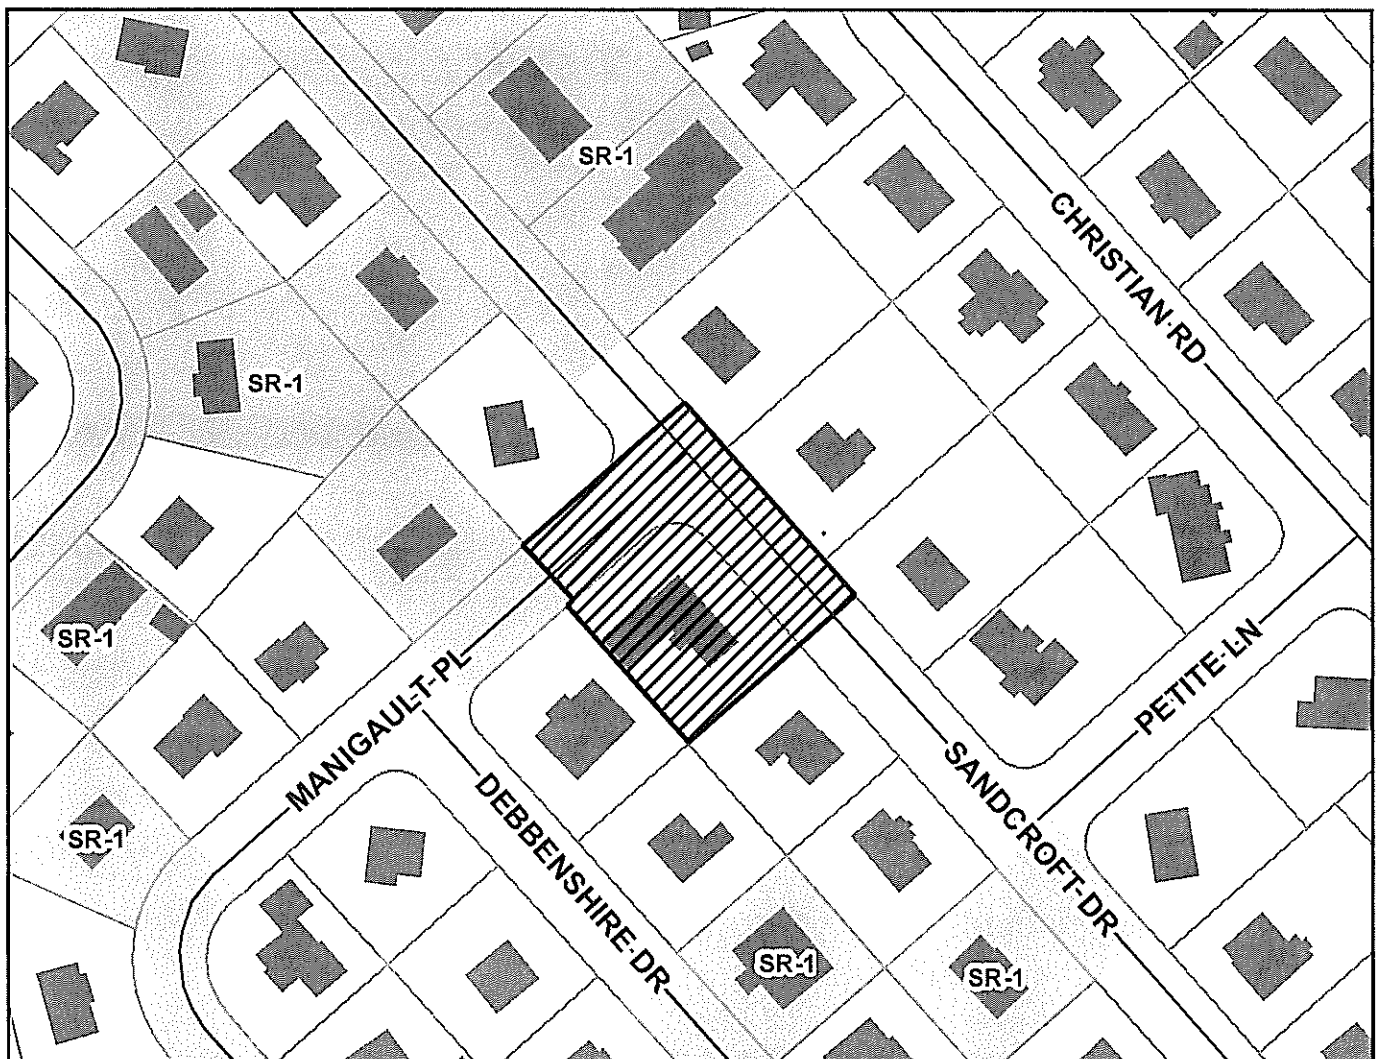 SR-1
CHRISTIAN RD
SR-1
SR-1
MANIGAULT PL
PETITE LN
SR-1
DEBBENSHIRE DR
SANDCROFT DR
SR-1
SR-1